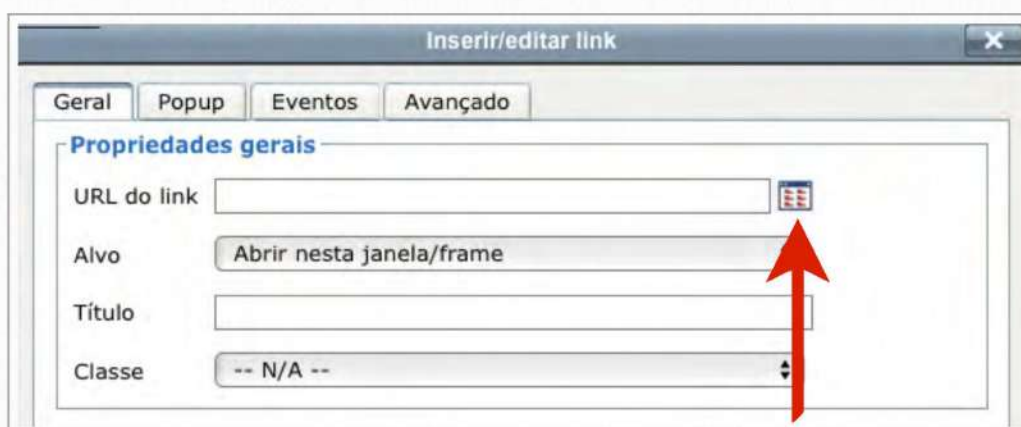 Inserir/editar link
Geral Popup Eventos Avançado
Propriedades gerais
URL do link
Alvo Abrir nesta janela/frame
Título
Classe -- N/A --